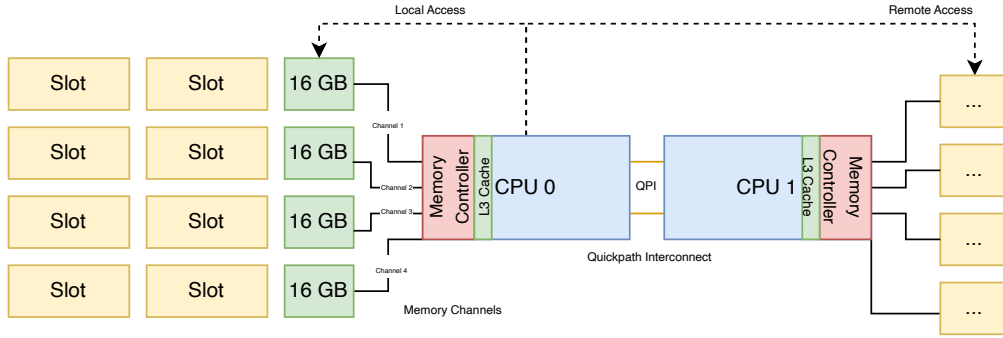 Local Access
Remote Access
Slot
Slot
16 GB
...
Channel 1
Slot
Slot
16 GB
...
Channel 2
Memory Controller
L3 Cache
CPU 0
QPI
CPU 1
L3 Cache
Memory Controller
Slot
Slot
16 GB
...
Channel 3
Quickpath Interconnect
Slot
Slot
16 GB
...
Channel 4
Memory Channels